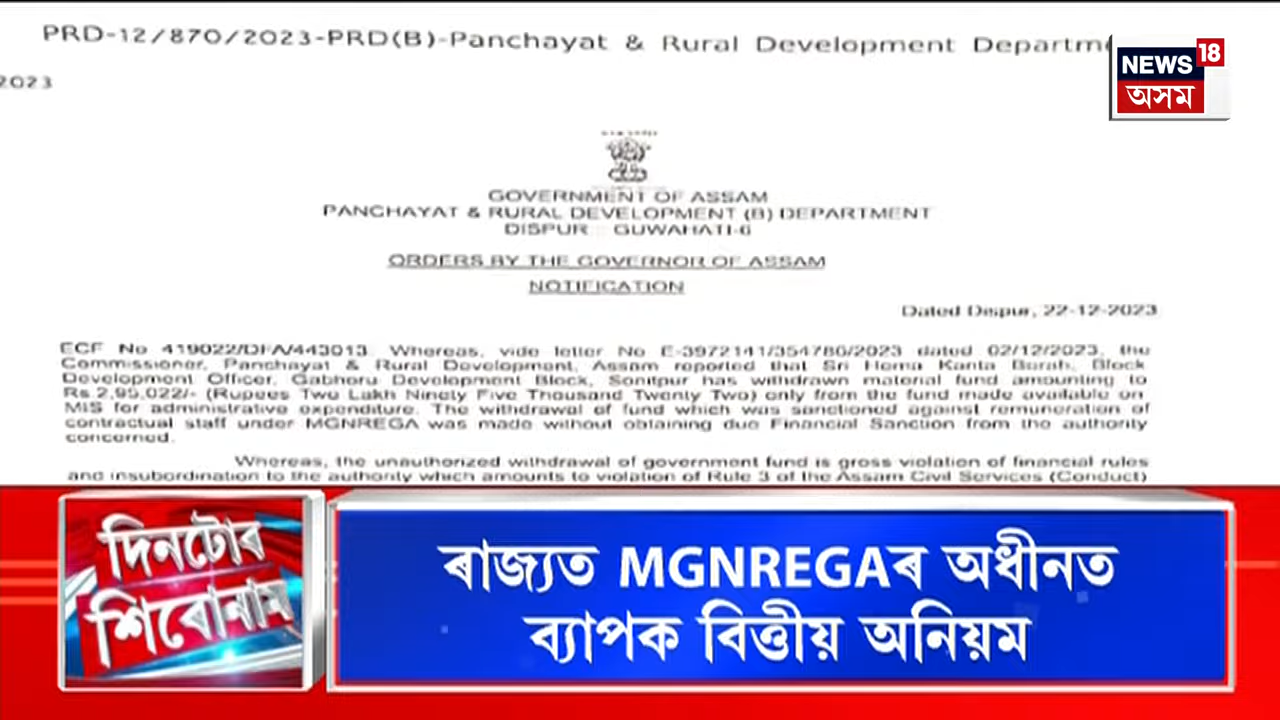 PRD-12/870/2023-PRD(B)-Panchayat & Rural Development Departme
2023
NEWS 18
অসম
GOVERNMENT OF ASSAM
PANCHAYAT & RURAL DEVELOPMENT (B) DEPARTMENT
DISPUR :: GUWAHATI-6
ORDERS BY THE GOVERNOR OF ASSAM
NOTIFICATION
Dated Dispur, 22-12-2023
ECF No 419022/DFA/443013. Whereas, vide letter No E-3972141/354780/2023 dated 02/12/2023, the
Commissioner, Panchayat & Rural Development, Assam reported that Sri Homa Kanta Borah, Block
Development Officer, Gabhoru Development Block, Sonitpur has withdrawn material fund amounting to
Rs 2,95,022/- (Rupees Two Lakh Ninety Five Thousand Twenty Two) only from the fund made available on
MIS for administrative expenditure. The withdrawal of fund which was sanctioned against remuneration of
contractual staff under MGNREGA was made without obtaining due Financial Sanction from the authority
concerned.
Whereas, the unauthorized withdrawal of government fund is gross violation of financial rules
and insubordination to the authority which amounts to violation of Rule 3 of the Assam Civil Services (Conduct)
দিনটোৰ
শিৰোনাম
ৰাজ্যত MGNREGAৰ অধীনত
ব্যাপক বিত্তীয় অনিয়ম